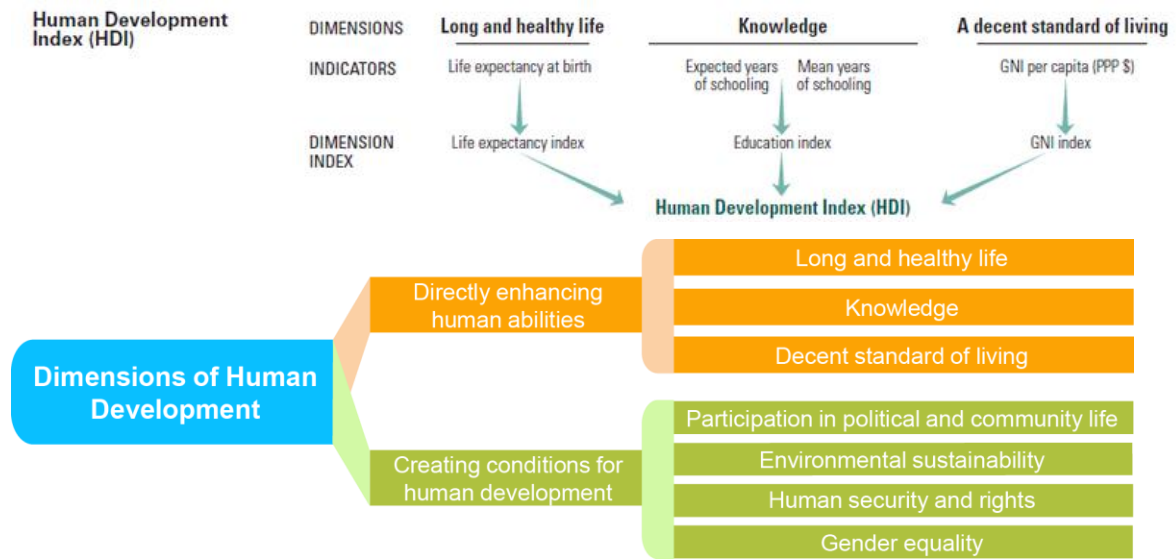 Human Development
Index (HDI)
DIMENSIONS
Long and healthy life
Knowledge
A decent standard of living
INDICATORS
Life expectancy at birth
Expected years
of schooling
Mean years
of schooling
GNI per capita (PPP $)
DIMENSION
INDEX
Life expectancy index
Education index
GNI index
Human Development Index (HDI)
Dimensions of Human
Development
Directly enhancing
human abilities
Long and healthy life
Knowledge
Decent standard of living
Creating conditions for
human development
Participation in political and community life
Environmental sustainability
Human security and rights
Gender equality